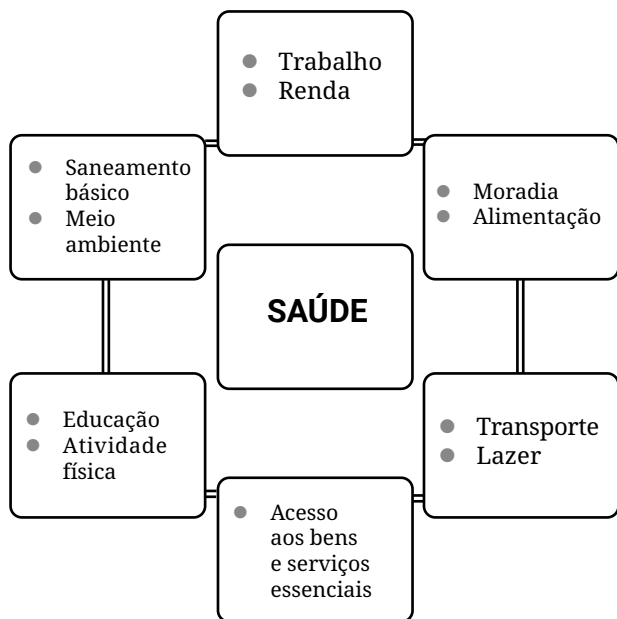 Trabalho
Renda
Saneamento
básico
Meio
ambiente
Moradia
Alimentação
SAÚDE
Educação
Atividade
física
Transporte
Lazer
Acesso
aos bens
e serviços
essenciais